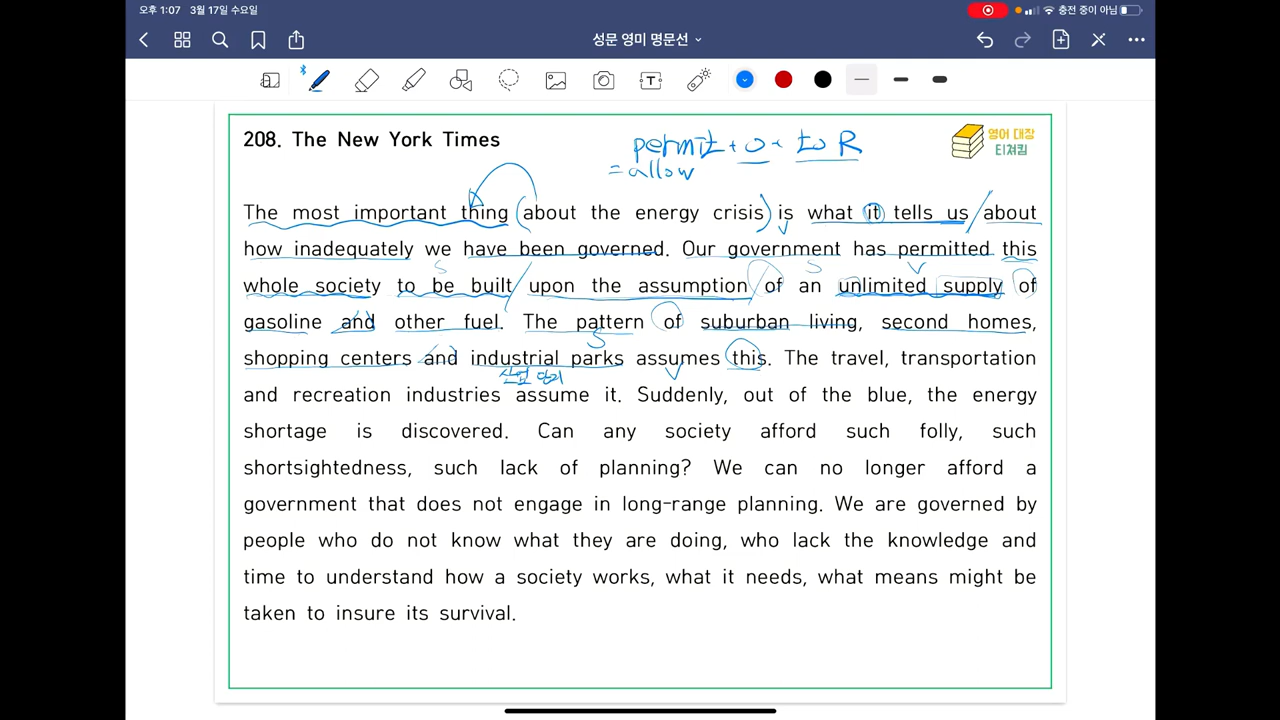 오후 1:07 3월 17일 수요일
충전 중이 아님
성문 영미 명문선
208. The New York Times
permit + o + to R
= allow
영어 대장
티쳐킴
The most important thing (about the energy crisis) is what it tells us / about
how inadequately we have been governed. Our government has permitted this
S V
whole society to be built / upon the assumption / of an unlimited supply of
gasoline and other fuel. The pattern of suburban living, second homes,
S
shopping centers and industrial parks assumes this. The travel, transportation
산업 단지 V
and recreation industries assume it. Suddenly, out of the blue, the energy
shortage is discovered. Can any society afford such folly, such
shortsightedness, such lack of planning? We can no longer afford a
government that does not engage in long-range planning. We are governed by
people who do not know what they are doing, who lack the knowledge and
time to understand how a society works, what it needs, what means might be
taken to insure its survival.